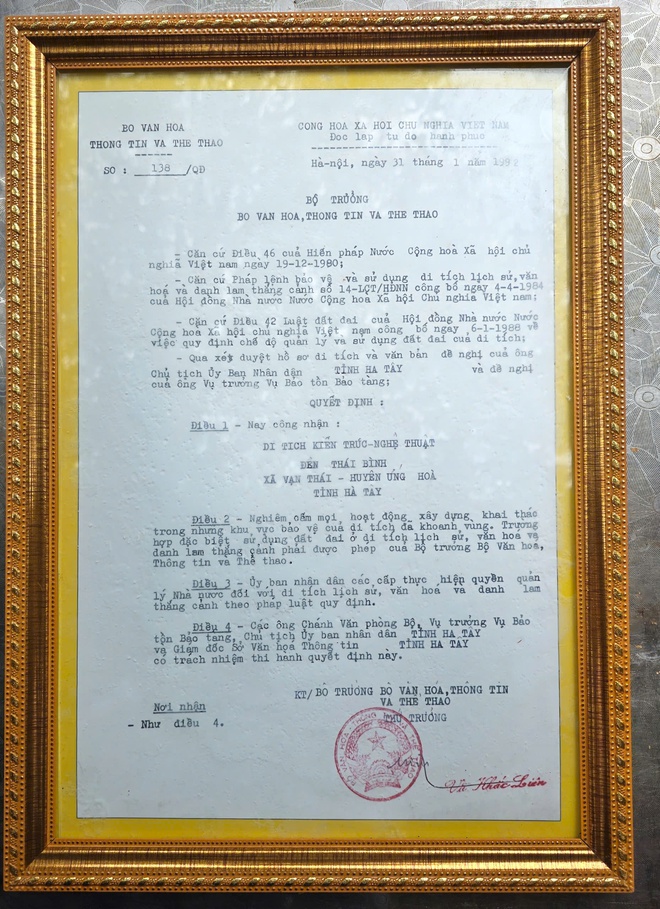 BO VAN HOA
THONG TIN VA THE THAO
SO : 138 /QĐ
CONG HOA XA HOI CHU NGHIA VIET NAM
Đoc lap tu do hanh phuc
Hà-nội, ngày 31 tháng 1 năm 199
BỘ TRƯỞNG
BO VAN HOA,THONG TIN VA THE THAO
- Căn cứ Điều 46 của Hiến pháp Nước Cộng hoà Xã hội chủ
nghĩa Việt nam ngày 19-12-1980;
- Căn cứ Pháp lệnh bảo vệ và sử dụng di tích lịch sử,văn
hoá và danh lam thắng cảnh số 14-LCT/HĐNN công bố ngày 4-4-1984
của Hội đồng Nhà nước Nước Cộng hoà Xã hội Chủ nghĩa Việt nam;
- Căn cứ Điều 42 Luật đất đai của Hội đồng Nhà nước Nước
Cộng hoà Xã hội chủ nghĩa Việt nam công bố ngày 6-1-1988 về
việc quy định chế độ quản lý và sử dụng đất đai của di tích;
- Qua xét duyệt hồ sơ di tích và văn bản đề nghị của ông
Chủ tịch Ủy Ban Nhân dân TỈNH HA TÂY và đề nghị
của ông Vụ trưởng Vụ Bảo tồn Bảo tàng;
QUYẾT ĐỊNH :
Điều 1 - Nay công nhận :
DI TICH KIẾN TRÚC-NGHỆ THUẬT
ĐỀN THÁI BÌNH
XÃ VẠN THÁI - HUYỆN ỨNG HOÀ
TỈNH HÀ TÂY
Điều 2 - Nghiêm cấm mọi hoạt động xây dựng, khai thác
trong những khu vực bảo vệ của di tích đã khoanh vùng. Trường
hợp đặc biệt sử dụng đất đai ở di tích lịch sử, văn hoá và
danh lam thắng cảnh phải được phép của Bộ trưởng Bộ Văn hoá,
Thông tin và Thể thao.
Điều 3 - Ủy ban nhân dân các cấp thực hiện quyền quản
lý Nhà nước đối với di tích lịch sử, văn hoá và danh lam
thắng cảnh theo pháp luật quy định.
Điều 4 - Các ông Chánh Văn phòng Bộ, Vụ trưởng Vụ Bảo
tồn Bảo tàng, Chủ tịch Ủy ban nhân dân TỈNH HA TAY
và Giám đốc Sở Văn hoá Thông tin TỈNH HA TÂY
có trách nhiệm thi hành quyết định này.
KT/ BỘ TRƯỞNG BỘ VĂN HÓA,THÔNG TIN
VÀ THỂ THAO
THỨ TRƯỞNG
Nơi nhận
- Như điều 4.
Vũ Khắc Liên